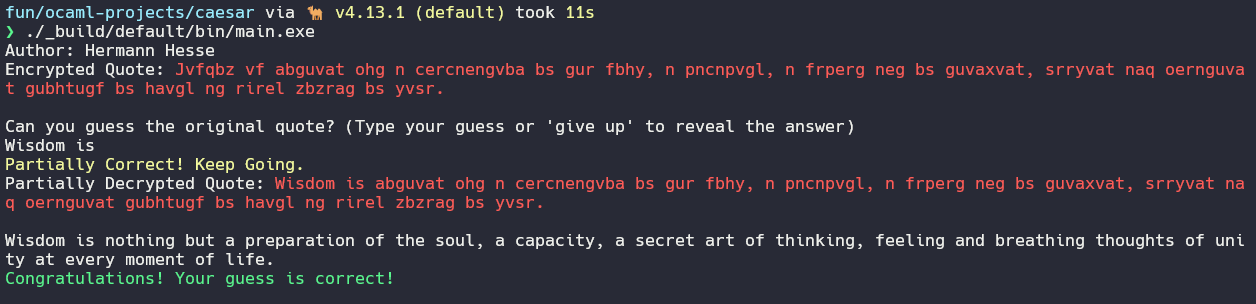 fun/ocaml-projects/caesar via 🐫 v4.13.1 (default) took 11s
❯ ./_build/default/bin/main.exe
Author: Hermann Hesse
Encrypted Quote: Jvfqbz vf abguvat ohg n cercnengvba bs gur fbhy, n pncnpvgl, n frperg neg bs guvaxvat, srryvat naq oernguva
t gubhtugf bs havgl ng rirel zbzrag bs yvsr.
Can you guess the original quote? (Type your guess or 'give up' to reveal the answer)
Wisdom is
Partially Correct! Keep Going.
Partially Decrypted Quote: Wisdom is abguvat ohg n cercnengvba bs gur fbhy, n pncnpvgl, n frperg neg bs guvaxvat, srryvat na
q oernguvat gubhtugf bs havgl ng rirel zbzrag bs yvsr.
Wisdom is nothing but a preparation of the soul, a capacity, a secret art of thinking, feeling and breathing thoughts of uni
ty at every moment of life.
Congratulations! Your guess is correct!